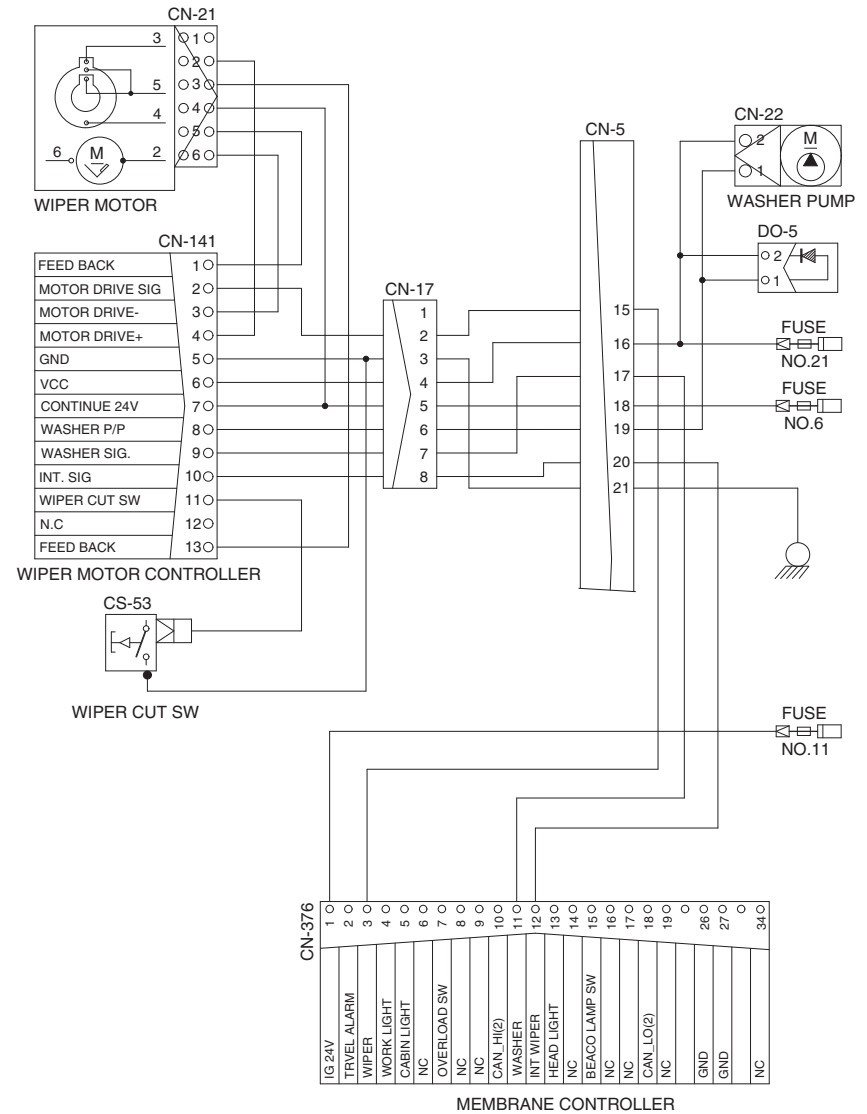 CN-21
3
5
4
6
M
2
1
2
3
4
5
6
WIPER MOTOR
CN-141
FEED BACK 1
MOTOR DRIVE SIG 2
MOTOR DRIVE- 3
MOTOR DRIVE+ 4
GND 5
VCC 6
CONTINUE 24V 7
WASHER P/P 8
WASHER SIG. 9
INT. SIG 10
WIPER CUT SW 11
N.C 12
FEED BACK 13
WIPER MOTOR CONTROLLER
CS-53
WIPER CUT SW
CN-17
1
2
3
4
5
6
7
8
CN-5
15
16
17
18
19
20
21
CN-22
2
1
M
WASHER PUMP
DO-5
2
1
FUSE
NO.21
FUSE
NO.6
FUSE
NO.11
CN-376
1 IG 24V
2 TRVEL ALARM
3 WIPER
4 WORK LIGHT
5 CABIN LIGHT
6 NC
7 OVERLOAD SW
8 NC
9 NC
10 CAN_HI(2)
11 WASHER
12 INT WIPER
13 HEAD LIGHT
14 NC
15 BEACO LAMP SW
16 NC
17 NC
18 CAN_LO(2)
19 NC
26 GND
27 GND
34 NC
MEMBRANE CONTROLLER